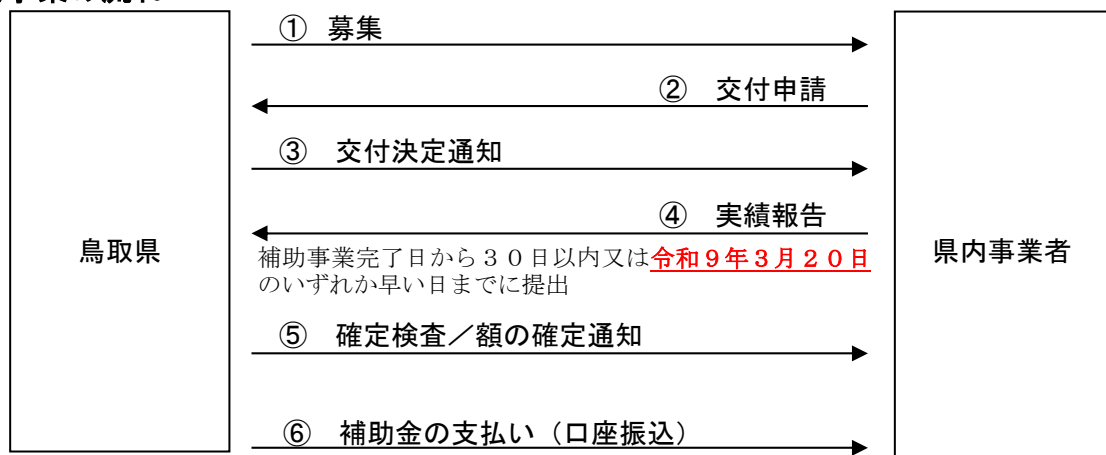 ① 募集
② 交付申請
③ 交付決定通知
④ 実績報告
鳥取県
県内事業者
補助事業完了日から３０日以内又は令和９年３月２０日
のいずれか早い日までに提出
⑤ 確定検査／額の確定通知
⑥ 補助金の支払い（口座振込）